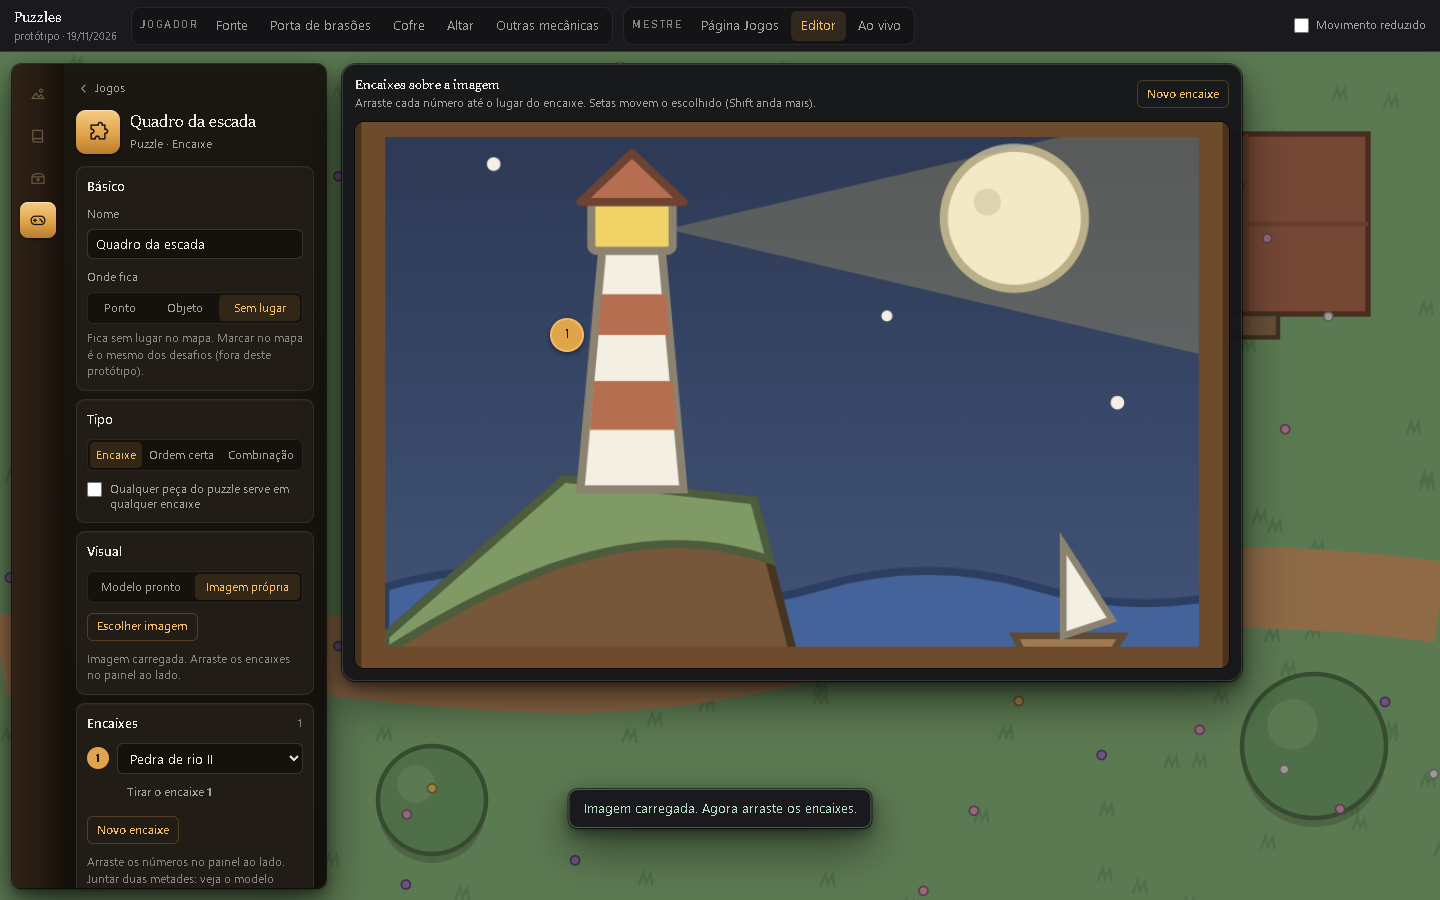 Puzzles
protótipo · 19/11/2026
JOGADOR Fonte Porta de brasões Cofre Altar Outras mecânicas
MESTRE Página Jogos Editor Ao vivo
Movimento reduzido
Jogos
Quadro da escada
Puzzle · Encaixe
Básico
Nome
Quadro da escada
Onde fica
Ponto Objeto Sem lugar
Fica sem lugar no mapa. Marcar no mapa
é o mesmo dos desafios (fora deste
protótipo).
Tipo
Encaixe Ordem certa Combinação
Qualquer peça do puzzle serve em
qualquer encaixe
Visual
Modelo pronto Imagem própria
Escolher imagem
Imagem carregada. Arraste os encaixes
no painel ao lado.
Encaixes 1
1 Pedra de rio II
Tirar o encaixe 1
Novo encaixe
Arraste os números no painel ao lado.
Juntar duas metades: veja o modelo
Encaixes sobre a imagem
Arraste cada número até o lugar do encaixe. Setas movem o escolhido (Shift anda mais).
Novo encaixe
1
Imagem carregada. Agora arraste os encaixes.